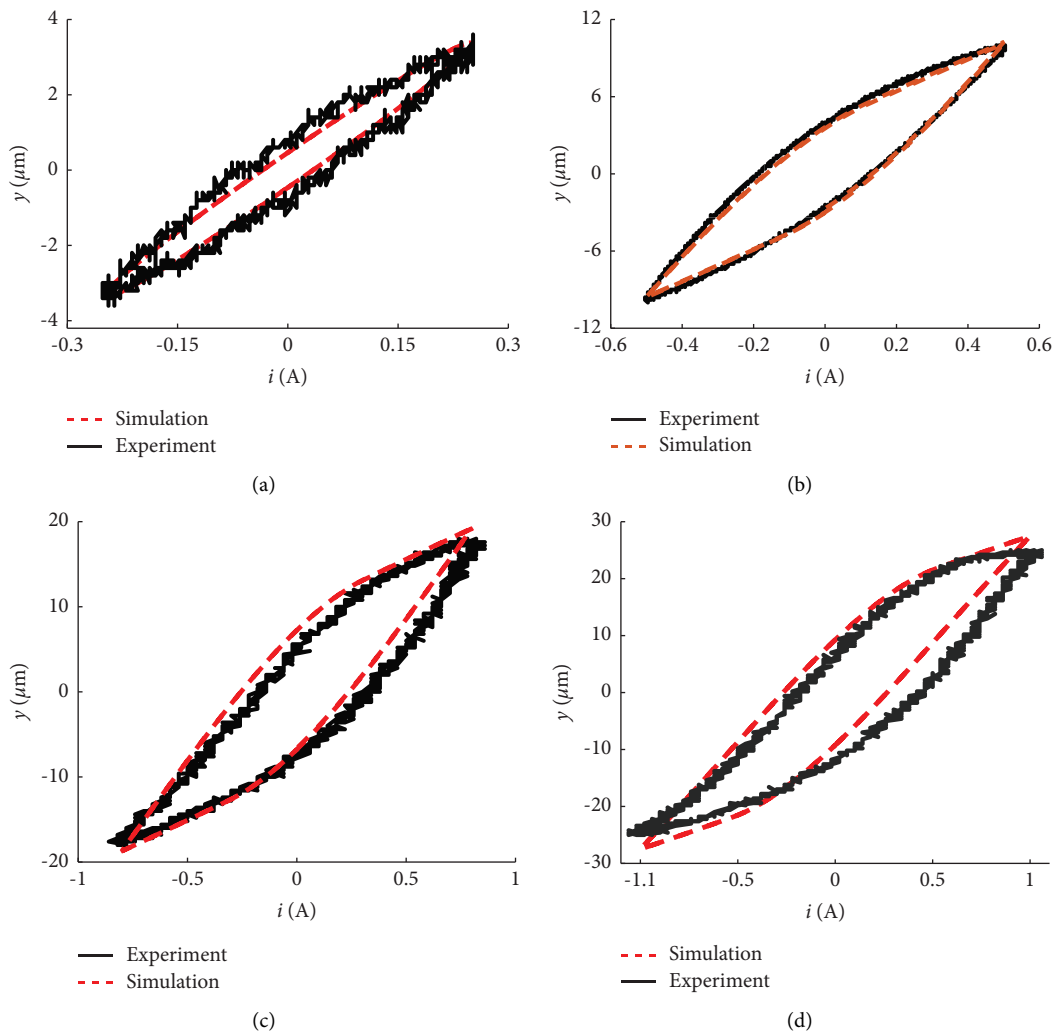 4
2
0
-2
-4
y (μm)
-0.3
-0.15
0
0.15
0.3
i (A)
Simulation
Experiment
(a)
12
6
0
-6
-12
y (μm)
-0.6
-0.4
-0.2
0
0.2
0.4
0.6
i (A)
Experiment
Simulation
(b)
20
10
0
-10
-20
y (μm)
-1
-0.5
0
0.5
1
i (A)
Experiment
Simulation
(c)
30
20
10
0
-10
-20
-30
y (μm)
-1.1
-0.5
0
0.5
1
i (A)
Simulation
Experiment
(d)